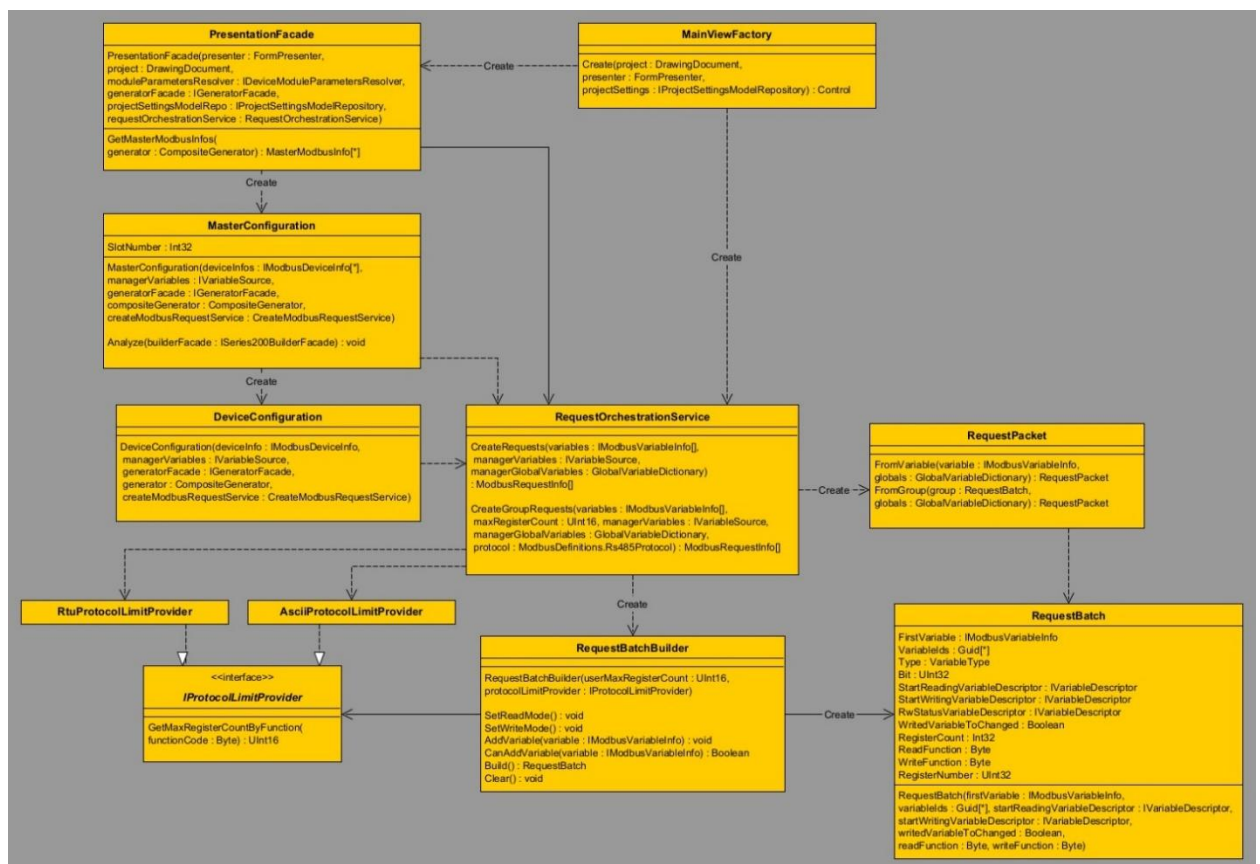 PresentationFacade
PresentationFacade(presenter : FormPresenter,
project : DrawingDocument,
moduleParametersResolver : IDeviceModuleParametersResolver,
generatorFacade : IGeneratorFacade,
projectSettingsModelRepo : IProjectSettingsModelRepository,
requestOrchestrationService : RequestOrchestrationService)
GetMasterModbusInfos(
generator : CompositeGenerator) : MasterModbusInfo[*]
Create
MainViewFactory
Create(project : DrawingDocument,
presenter : FormPresenter,
projectSettings : IProjectSettingsModelRepository) : Control
Create
MasterConfiguration
SlotNumber : Int32
MasterConfiguration(deviceInfos : IModbusDeviceInfo[*],
managerVariables : IVariableSource,
generatorFacade : IGeneratorFacade,
compositeGenerator : CompositeGenerator,
createModbusRequestService : CreateModbusRequestService)
Analyze(builderFacade : ISeries200BuilderFacade) : void
Create
Create
DeviceConfiguration
DeviceConfiguration(deviceInfo : IModbusDeviceInfo,
managerVariables : IVariableSource,
generatorFacade : IGeneratorFacade,
generator : CompositeGenerator,
createModbusRequestService : CreateModbusRequestService)
RequestOrchestrationService
CreateRequests(variables : IModbusVariableInfo[],
managerVariables : IVariableSource,
managerGlobalVariables : GlobalVariableDictionary)
: ModbusRequestInfo[]
CreateGroupRequests(variables : IModbusVariableInfo[],
maxRegisterCount : UInt16, managerVariables : IVariableSource,
managerGlobalVariables : GlobalVariableDictionary,
protocol : ModbusDefinitions.Rs485Protocol) : ModbusRequestInfo[]
Create
RequestPacket
FromVariable(variable : IModbusVariableInfo,
globals : GlobalVariableDictionary) : RequestPacket
FromGroup(group : RequestBatch,
globals : GlobalVariableDictionary) : RequestPacket
RtuProtocolLimitProvider
AsciiProtocolLimitProvider
Create
<<interface>>
IProtocolLimitProvider
GetMaxRegisterCountByFunction(
functionCode : Byte) : UInt16
RequestBatchBuilder
RequestBatchBuilder(userMaxRegisterCount : UInt16,
protocolLimitProvider : IProtocolLimitProvider)
SetReadMode() : void
SetWriteMode() : void
AddVariable(variable : IModbusVariableInfo) : void
CanAddVariable(variable : IModbusVariableInfo) : Boolean
Build() : RequestBatch
Clear() : void
Create
RequestBatch
FirstVariable : IModbusVariableInfo
VariableIds : Guid[*]
Type : VariableType
Bit : UInt32
StartReadingVariableDescriptor : IVariableDescriptor
StartWritingVariableDescriptor : IVariableDescriptor
RwStatusVariableDescriptor : IVariableDescriptor
WritedVariableToChanged : Boolean
RegisterCount : Int32
ReadFunction : Byte
WriteFunction : Byte
RegisterNumber : UInt32
RequestBatch(firstVariable : IModbusVariableInfo,
variableIds : Guid[*], startReadingVariableDescriptor : IVariableDescriptor,
startWritingVariableDescriptor : IVariableDescriptor,
writedVariableToChanged : Boolean,
readFunction : Byte, writeFunction : Byte)